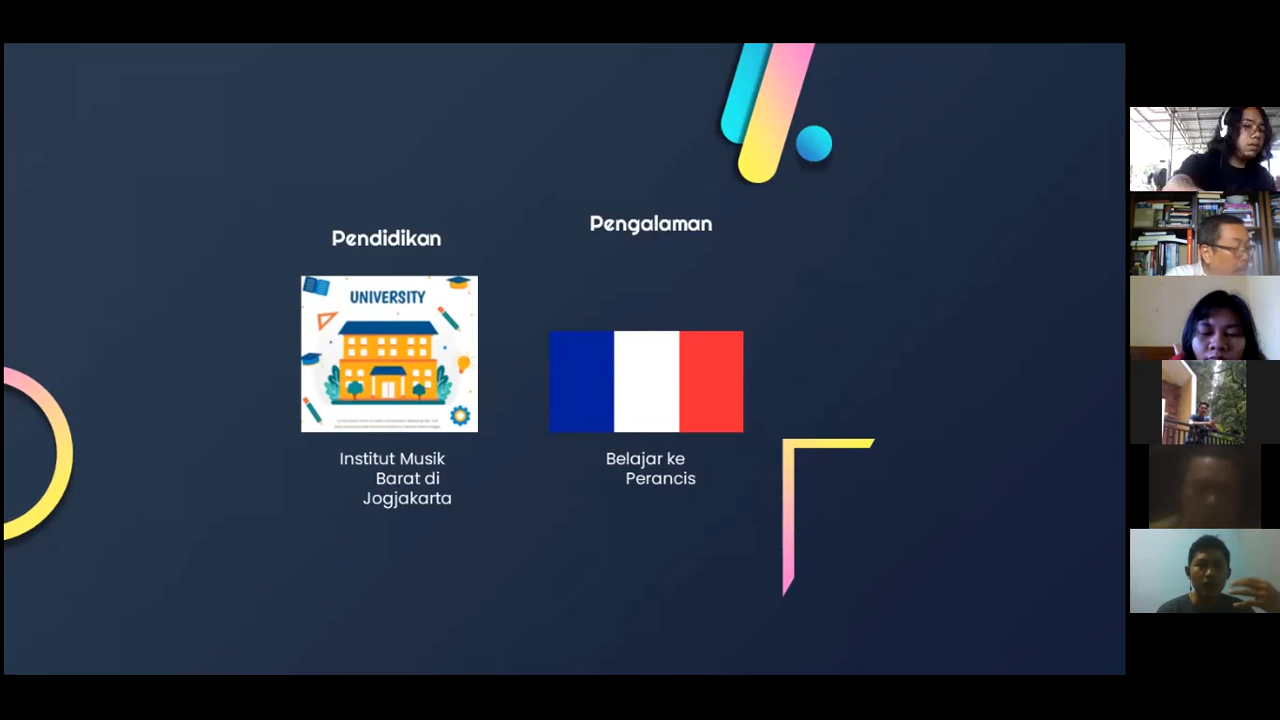 Pendidikan
UNIVERSITY
Institut Musik
Barat di
Jogjakarta
Pengalaman
Belajar ke
Perancis